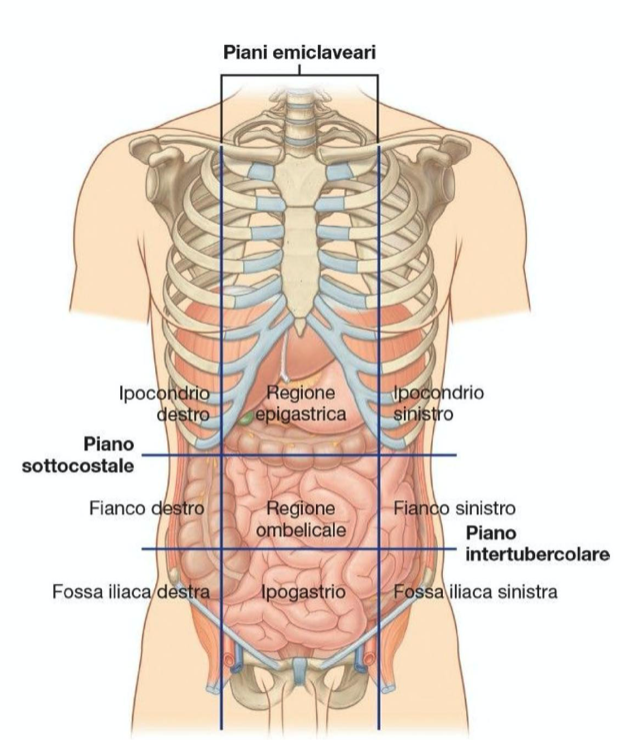 Piani emiclaveari
Ipocondrio
destro
Regione
epigastrica
Ipocondrio
sinistro
Piano
sottocostale
Fianco destro
Regione
ombelicale
Fianco sinistro
Piano
intertubercolare
Fossa iliaca destra
Ipogastrio
Fossa iliaca sinistra